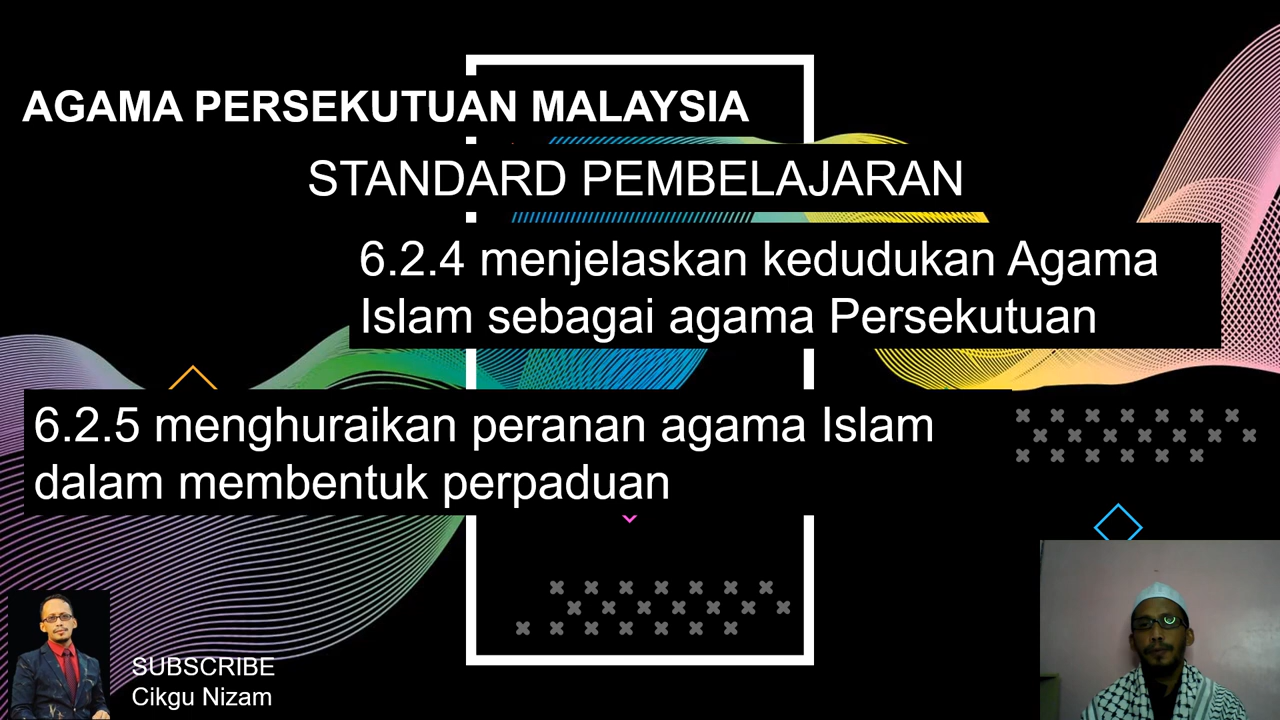 AGAMA PERSEKUTUAN MALAYSIA
STANDARD PEMBELAJARAN
6.2.4 menjelaskan kedudukan Agama
Islam sebagai agama Persekutuan
6.2.5 menghuraikan peranan agama Islam
dalam membentuk perpaduan
SUBSCRIBE
Cikgu Nizam